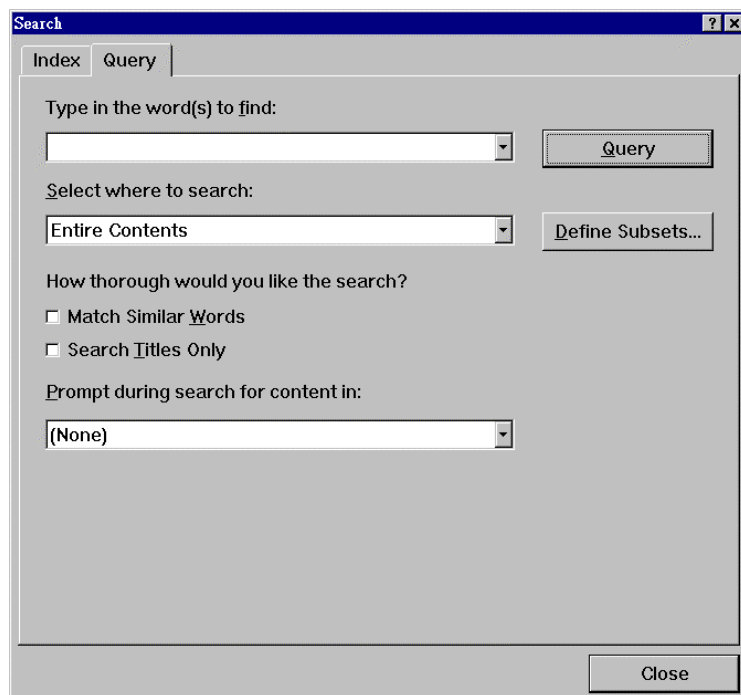 Search
Index Query
Type in the word(s) to find:
Query
Select where to search:
Entire Contents
Define Subsets...
How thorough would you like the search?
Match Similar Words
Search Titles Only
Prompt during search for content in:
(None)
Close